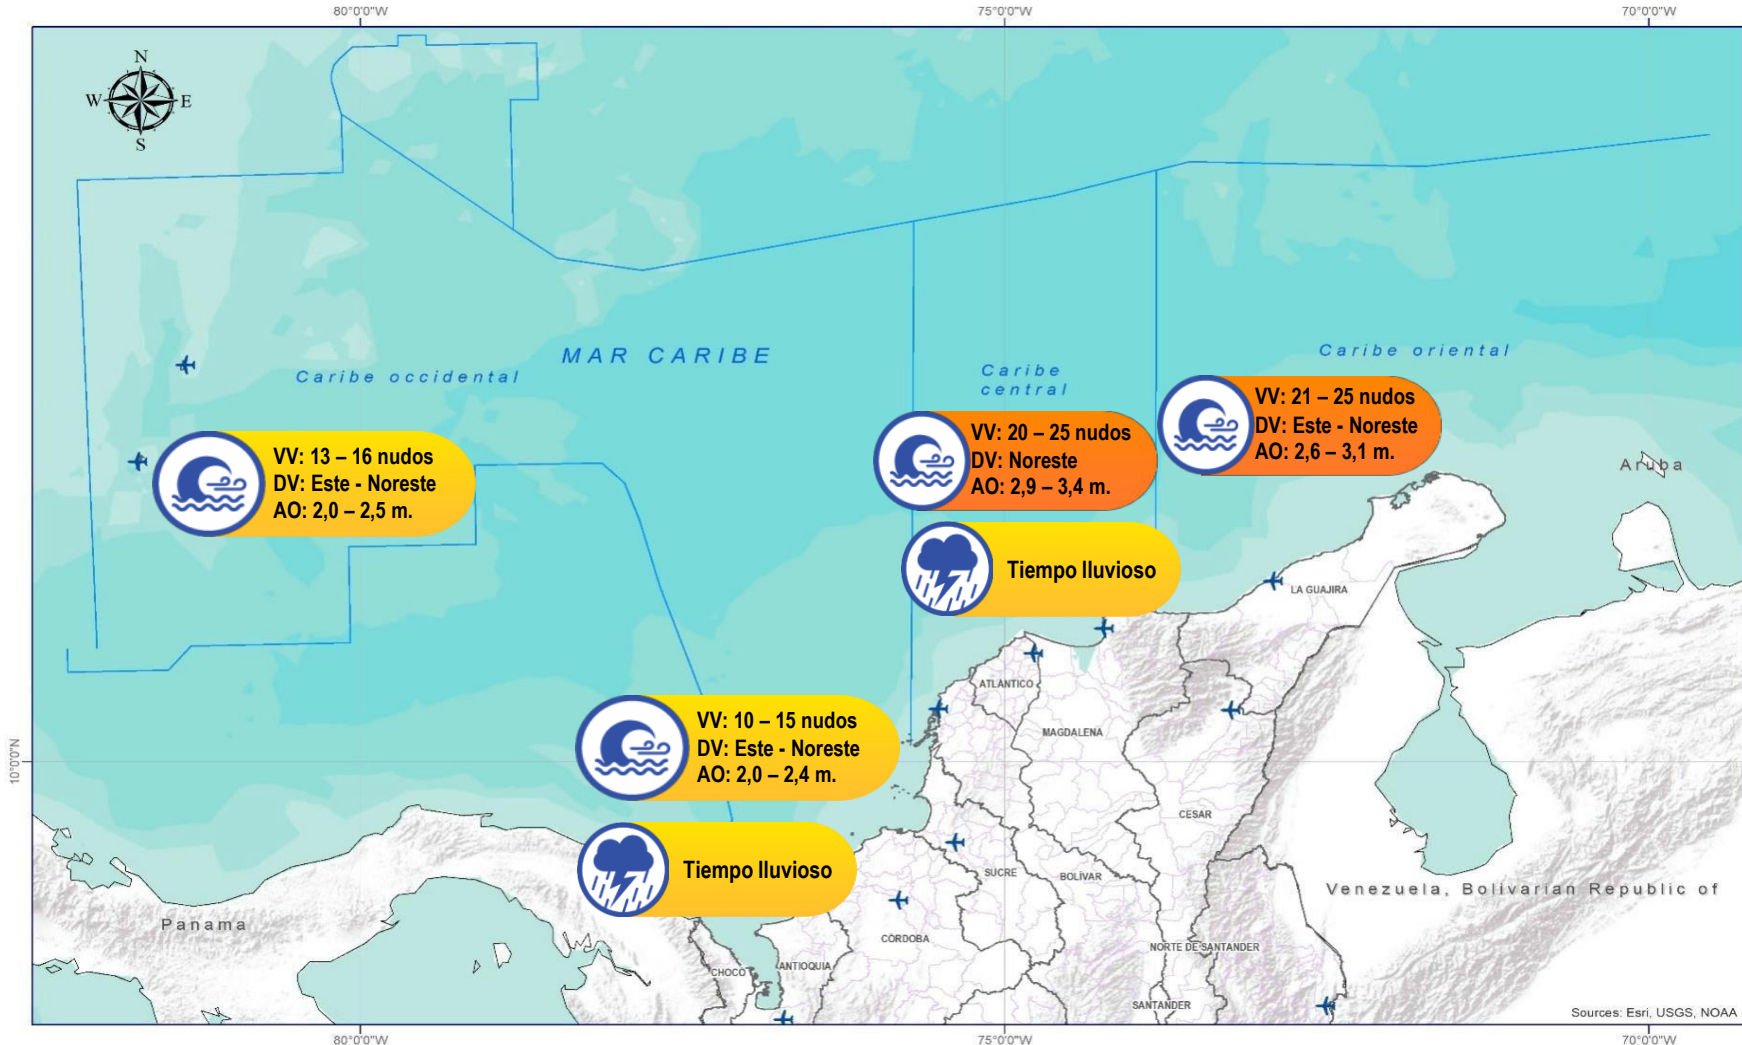 80°0'0"W
75°0'0"W
70°0'0"W
N
W
E
S
MAR CARIBE
Caribe occidental
Caribe
central
Caribe oriental
VV: 21 – 25 nudos
DV: Este - Noreste
AO: 2,6 – 3,1 m.
VV: 20 – 25 nudos
DV: Noreste
AO: 2,9 – 3,4 m.
VV: 13 – 16 nudos
DV: Este - Noreste
AO: 2,0 – 2,5 m.
Aruba
Tiempo lluvioso
LA GUAJIRA
ATLÁNTICO
MAGDALENA
VV: 10 – 15 nudos
DV: Este - Noreste
AO: 2,0 – 2,4 m.
10°0'0"N
CESAR
Tiempo lluvioso
SUCRE
BOLÍVAR
Venezuela, Bolivarian Republic of
Panama
CÓRDOBA
NORTE DE SANTANDER
CHOCÓ
ANTIOQUIA
SANTANDER
Sources: Esri, USGS, NOAA
80°0'0"W
75°0'0"W
70°0'0"W